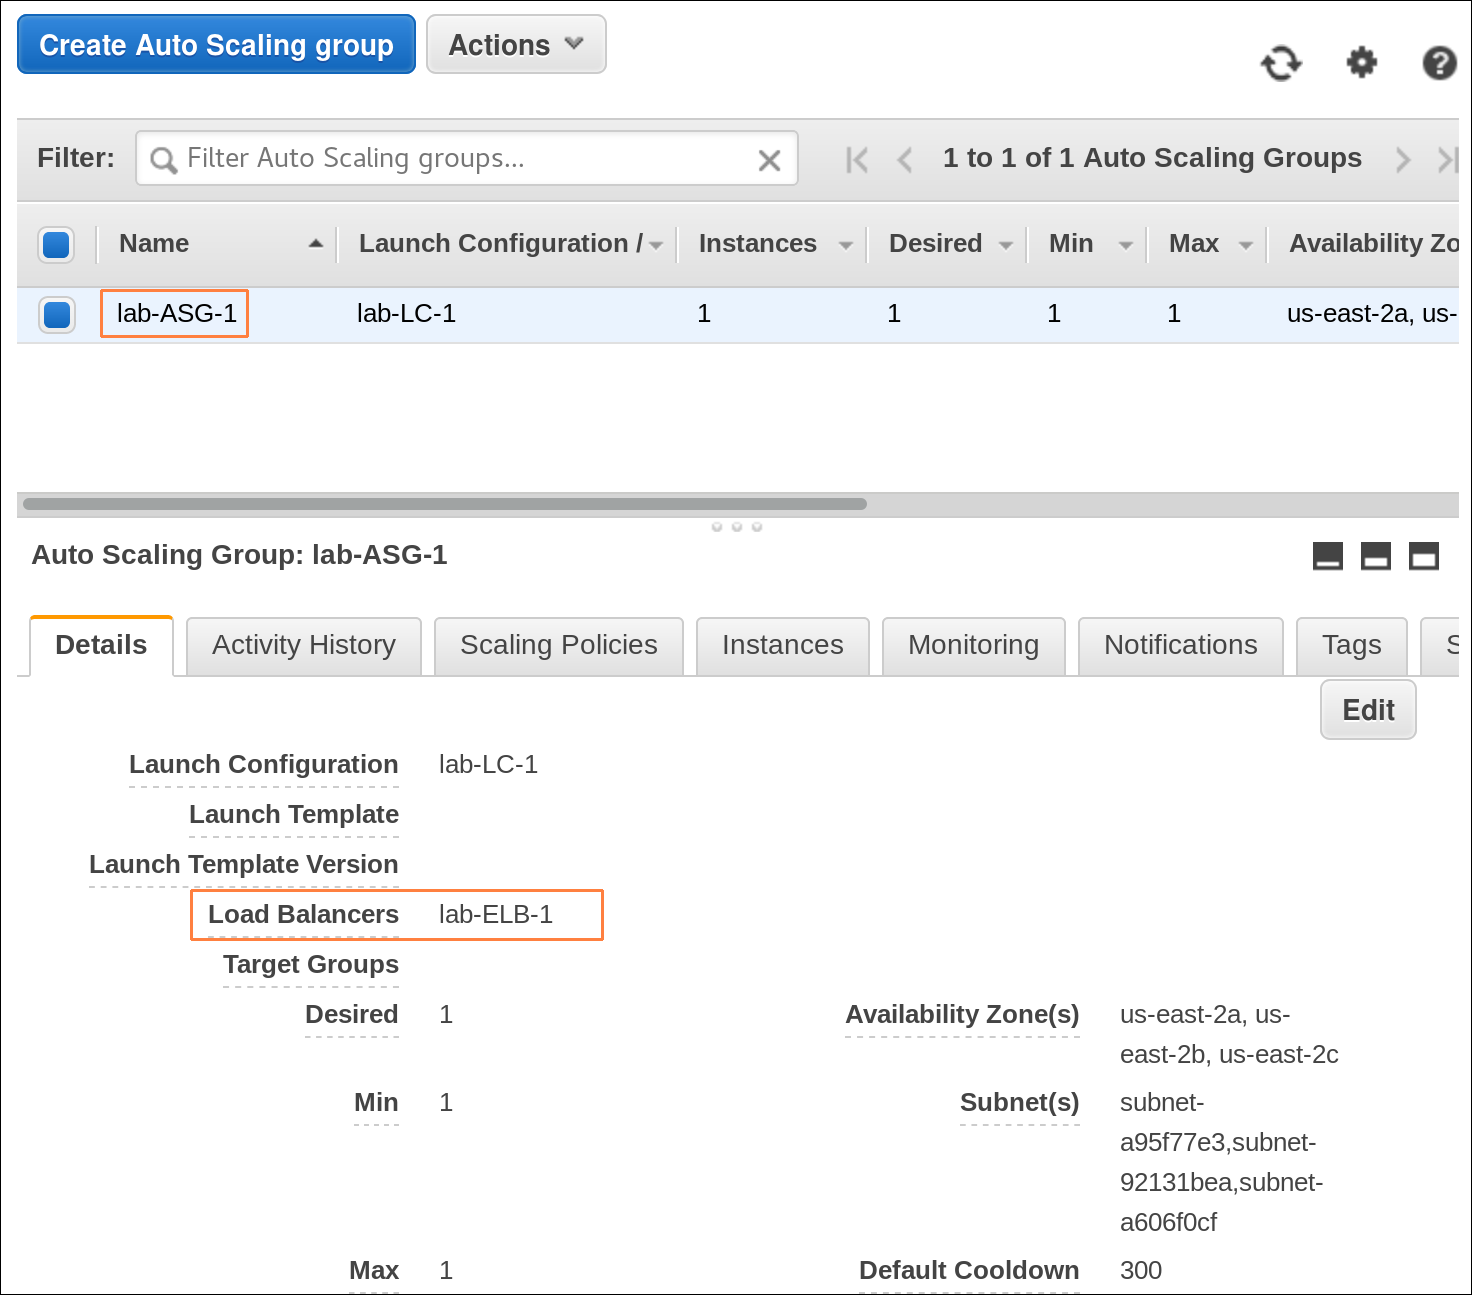 Create Auto Scaling group Actions
Filter: Filter Auto Scaling groups... 1 to 1 of 1 Auto Scaling Groups
Name Launch Configuration / Instances Desired Min Max Availability Zo
lab-ASG-1 lab-LC-1 1 1 1 1 us-east-2a, us-
Auto Scaling Group: lab-ASG-1
Details Activity History Scaling Policies Instances Monitoring Notifications Tags S
Edit
Launch Configuration lab-LC-1
Launch Template
Launch Template Version
Load Balancers lab-ELB-1
Target Groups
Desired 1 Availability Zone(s) us-east-2a, us-
east-2b, us-east-2c
Min 1 Subnet(s) subnet-
a95f77e3,subnet-
92131bea,subnet-
a606f0cf
Max 1 Default Cooldown 300